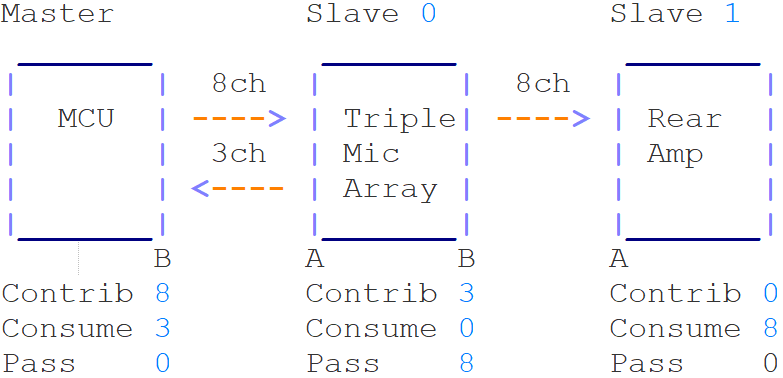 Master Slave 0 Slave 1
8ch 8ch
MCU Triple Rear
3ch Mic Amp
Array
B A B A
Contrib 8 Contrib 3 Contrib 0
Consume 3 Consume 0 Consume 8
Pass 0 Pass 8 Pass 0